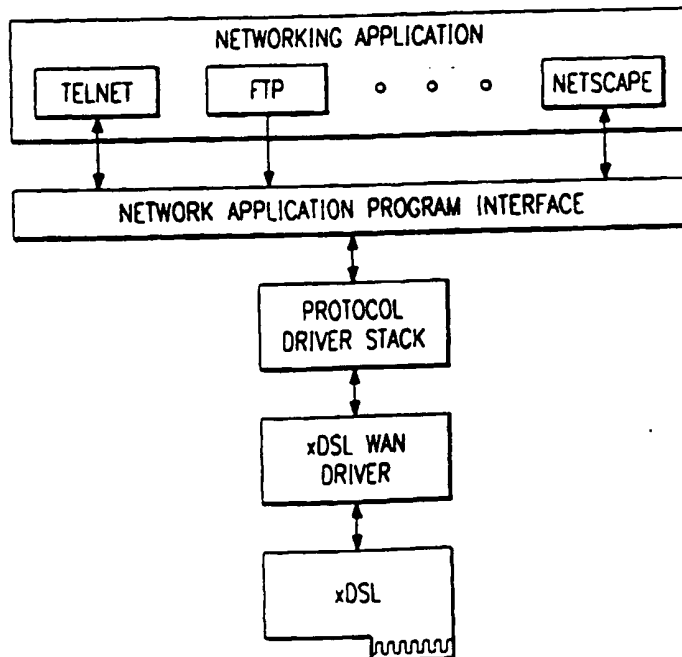 NETWORKING APPLICATION
TELNET
FTP
NETSCAPE
NETWORK APPLICATION PROGRAM INTERFACE
PROTOCOL
DRIVER STACK
xDSL WAN
DRIVER
xDSL